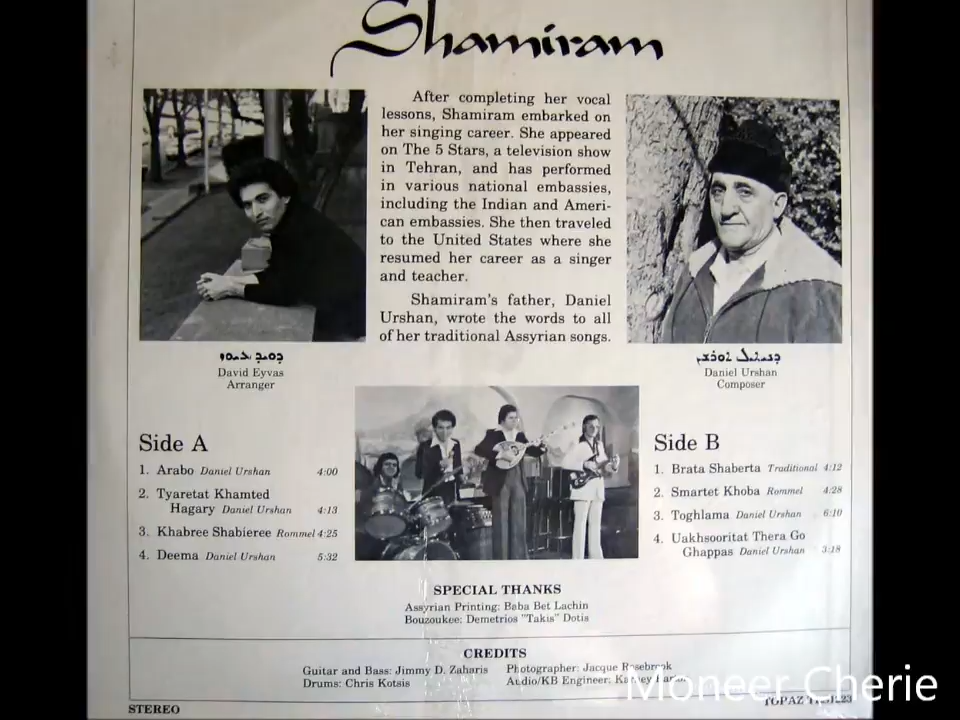 Shamiram
After completing her vocal
lessons, Shamiram embarked on
her singing career. She appeared
on The 5 Stars, a television show
in Tehran, and has performed
in various national embassies,
including the Indian and Ameri-
can embassies. She then traveled
to the United States where she
resumed her career as a singer
and teacher.
Shamiram's father, Daniel
Urshan, wrote the words to all
of her traditional Assyrian songs.
David Eyvas
Arranger
Daniel Urshan
Composer
Side A
1. Arabo Daniel Urshan 4:00
2. Tyaretat Khamted
Hagary Daniel Urshan 4:13
3. Khabree Shabieree Rommel 4:25
4. Deema Daniel Urshan 5:32
Side B
1. Brata Shaberta Traditional 4:12
2. Smartet Khoba Rommel 4:28
3. Toghlama Daniel Urshan 6:10
4. Uakhsooritat Thera Go
Ghappas Daniel Urshan 3:18
SPECIAL THANKS
Assyrian Printing: Baba Bet Lachin
Bouzoukee: Demetrios "Takis" Dotis
CREDITS
Guitar and Bass: Jimmy D. Zaharis
Drums: Chris Kotsis
Photographer: Jacque Rosebrook
Audio/KB Engineer:
STEREO
TOPAZ
Moneer Cherie